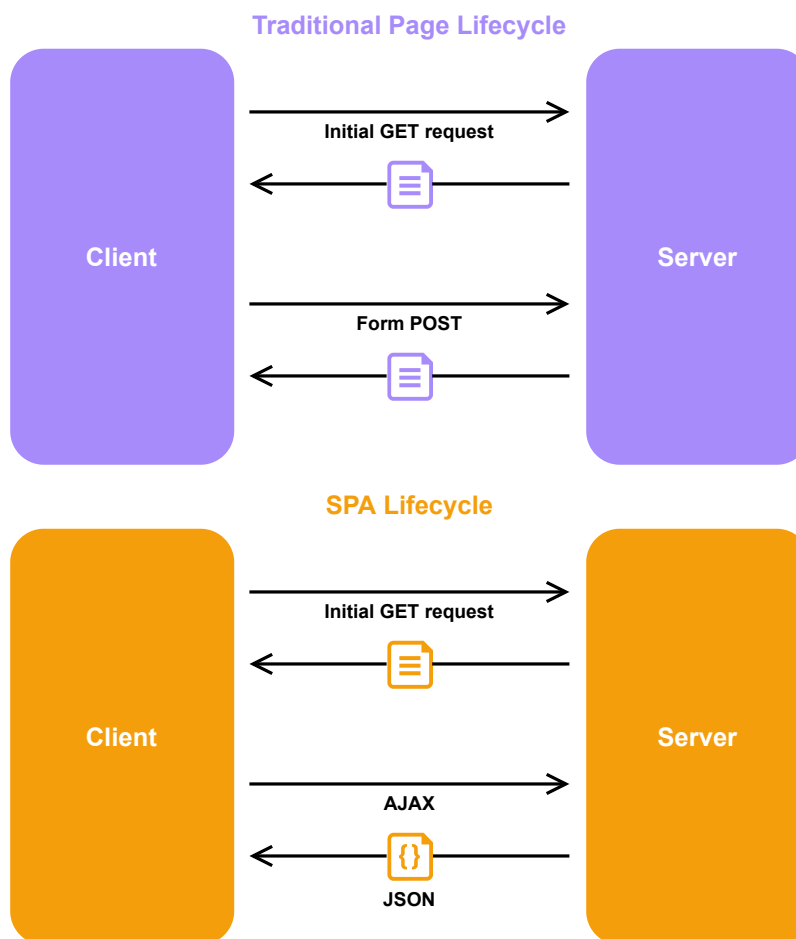 Traditional Page Lifecycle
Initial GET request
Client
Server
Form POST
SPA Lifecycle
Initial GET request
Client
Server
AJAX
{}
JSON